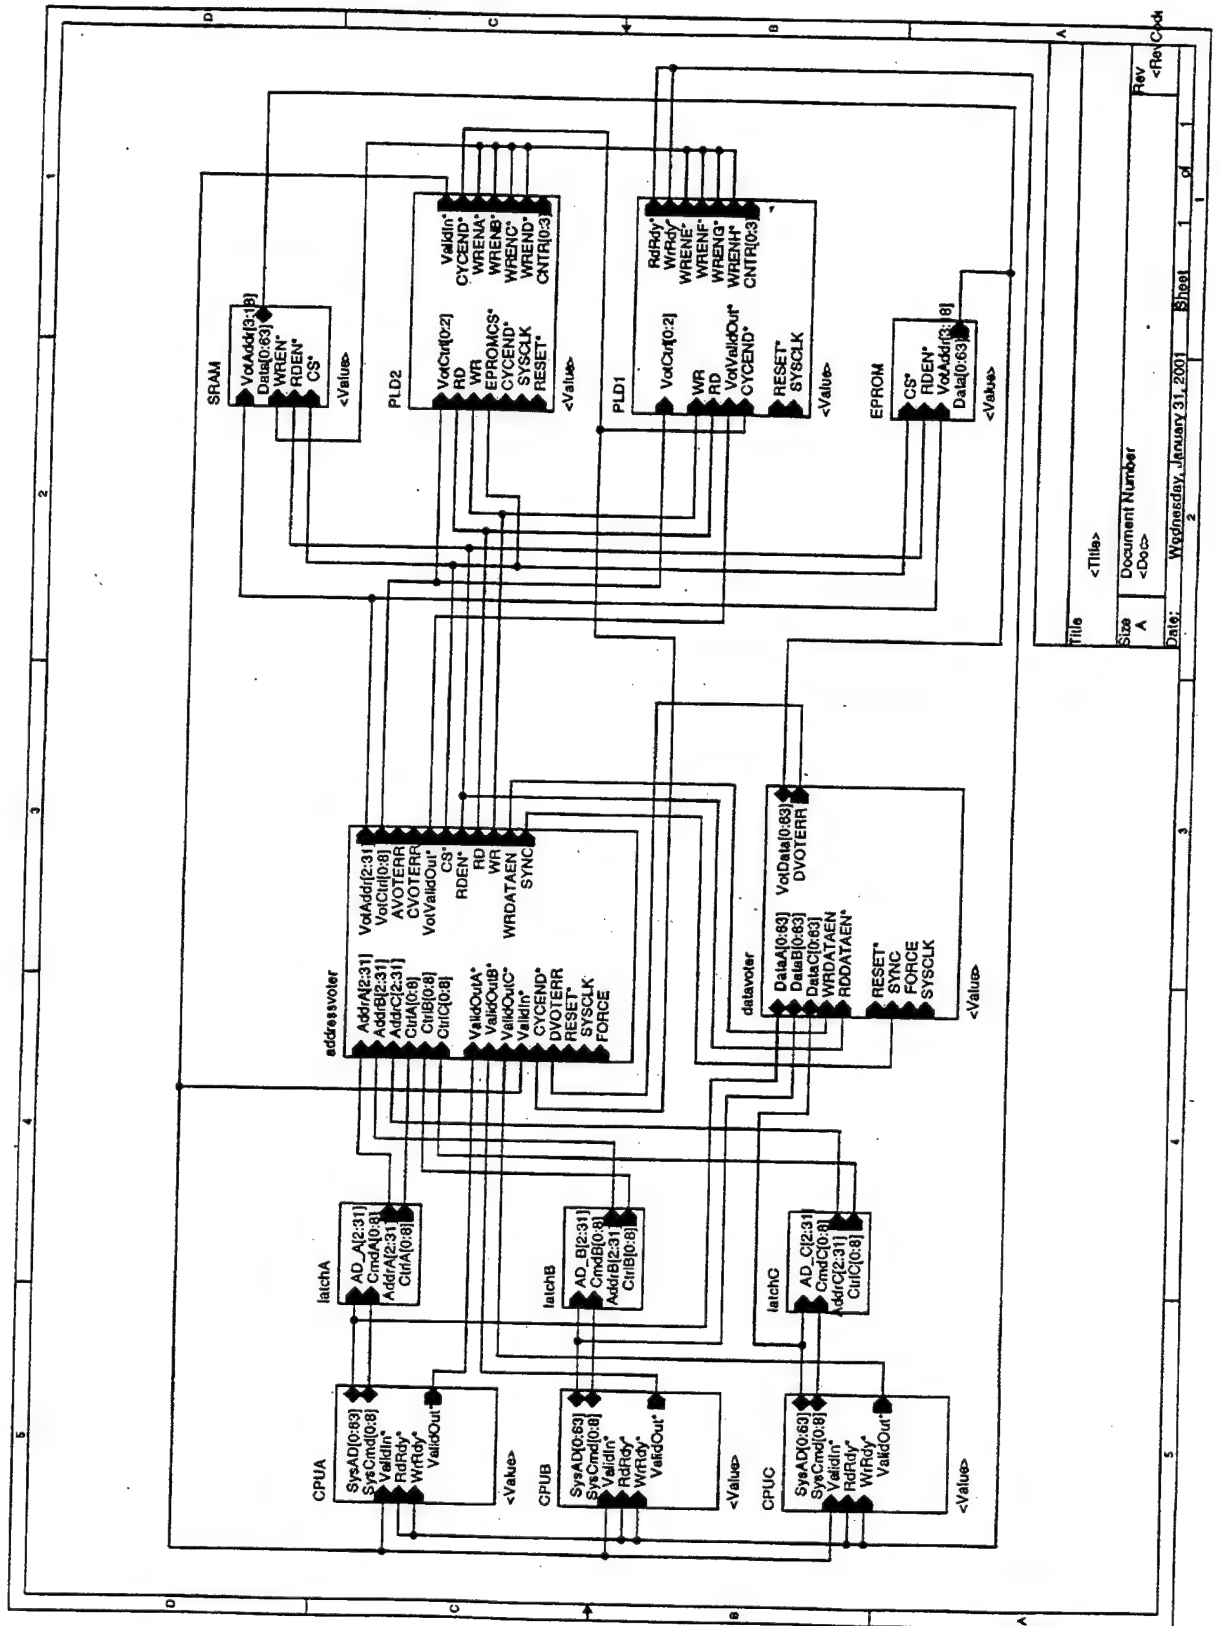 5
4
3
2
1
D
C
B
A
CPUA
SysAD[0:63]
SysCmd[0:8]
ValidIn*
RdRdy*
WrRdy*
ValidOut*
<Value>
CPUB
SysAD[0:63]
SysCmd[0:8]
ValidIn*
RdRdy*
WrRdy*
ValidOut*
<Value>
CPUC
SysAD[0:63]
SysCmd[0:8]
ValidIn*
RdRdy*
WrRdy*
ValidOut*
<Value>
latchA
AD_A[2:31]
CmdA[0:8]
AddrA[2:31]
CtrlA[0:8]
latchB
AD_B[2:31]
CmdB[0:8]
AddrB[2:31]
CtrlB[0:8]
latchC
AD_C[2:31]
CmdC[0:8]
AddrC[2:31]
CtrlC[0:8]
addressvoter
AddrA[2:31]
AddrB[2:31]
AddrC[2:31]
CtrlA[0:8]
CtrlB[0:8]
CtrlC[0:8]
ValidOutA*
ValidOutB*
ValidOutC*
ValidIn*
CYCEND*
DVOTERR
RESET*
SYSCLK
FORCE
VotAddr[2:31]
VotCtrl[0:8]
AVOTERR
CVOTERR
VotValidOut*
CS*
RDEN*
RD
WR
WRDATAEN
SYNC
datavoter
DataA[0:63]
DataB[0:63]
DataC[0:63]
WRDATAEN
RDDATAEN*
RESET*
SYNC
FORCE
SYSCLK
VotData[0:63]
DVOTERR
<Value>
SRAM
VotAddr[3:18]
Data[0:63]
WREN*
RDEN*
CS*
<Value>
PLD2
VotCtrl[0:2]
RD
WR
EPROMCS*
CYCEND*
SYSCLK
RESET*
ValidIn*
CYCEND*
WRENA*
WRENB*
WRENC*
WREND*
CNTR[0:3]
<Value>
PLD1
VotCtrl[0:2]
WR
RD
VotValidOut*
CYCEND*
RESET*
SYSCLK
RdRdy*
WrRdy*
WRENE*
WRENF*
WRENG*
WRENH*
CNTR[0:3]
<Value>
EPROM
CS*
RDEN*
VotAddr[3:18]
Data[0:63]
<Value>
Title
<Title>
Size
A
Document Number
<Doc>
Rev
<RevCode
Date:
Wednesday, January 31, 2001
Sheet
1
of
1
5
4
3
2
1
D
C
B
A